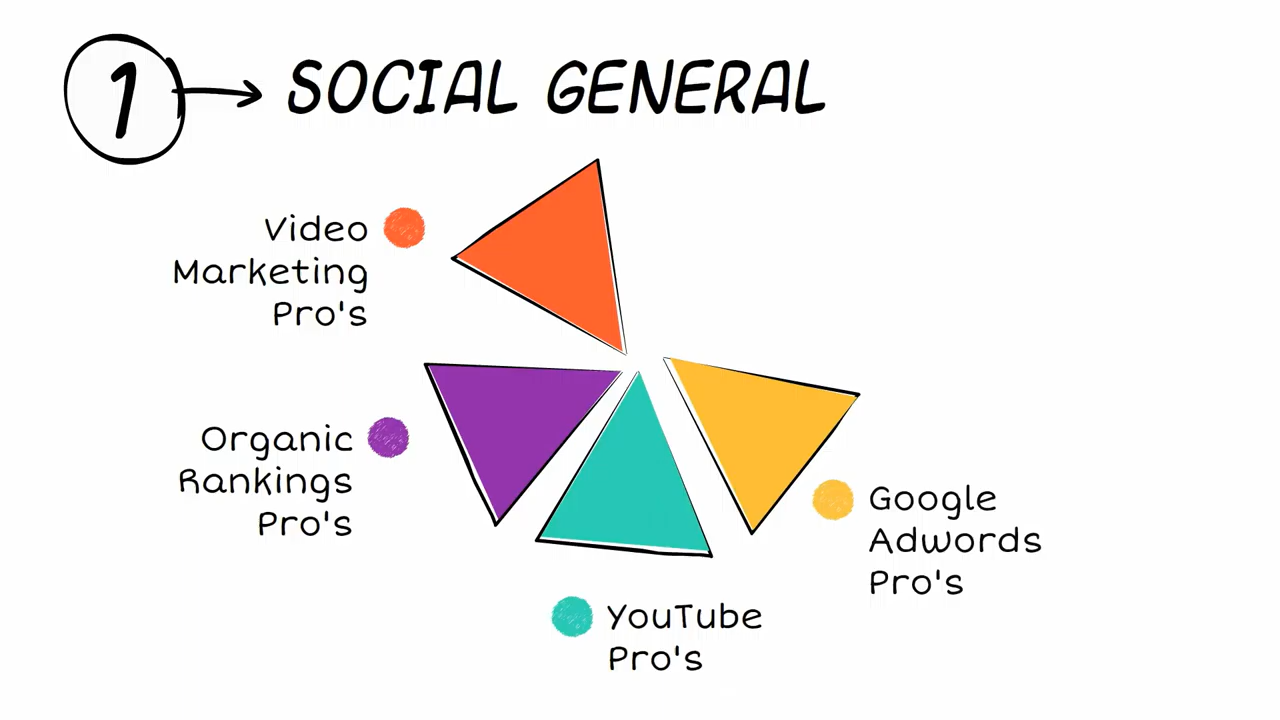 1
SOCIAL GENERAL
Video
Marketing
Pro's
Organic
Rankings
Pro's
Google
Adwords
Pro's
YouTube
Pro's